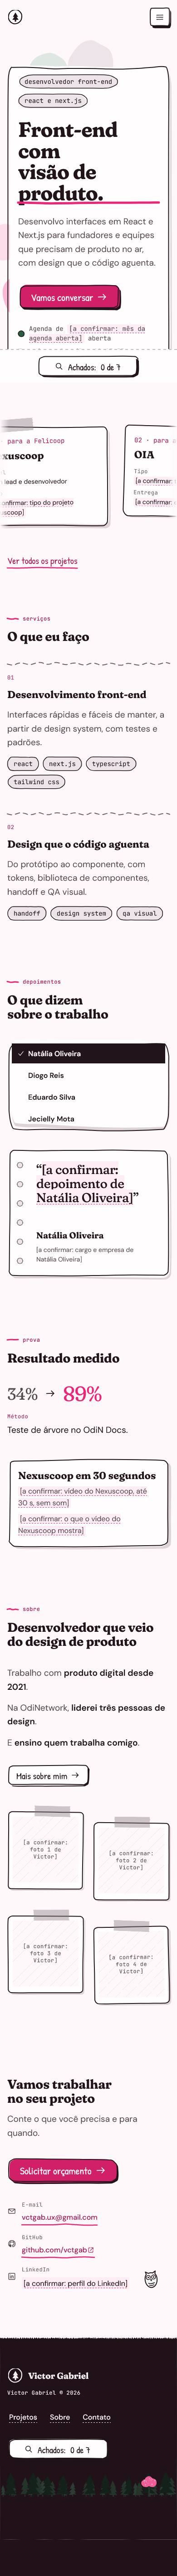 desenvolvedor front-end
react e next.js
Front-end
com
visão de
produto.
Desenvolvo interfaces em React e
Next.js para fundadores e equipes
que precisam de produto no ar,
com design que o código aguenta.
Vamos conversar →
Agenda de [a confirmar: mês da
agenda aberta] aberta
Achados: 0 de 7
para a Felicoop
xuscoop
lead e desenvolvedor
onfirmar: tipo do projeto
scoop]
02 · para a
OIA
Tipo
[a confirmar:
Entrega
[a confirmar:
Ver todos os projetos
serviços
O que eu faço
01
Desenvolvimento front-end
Interfaces rápidas e fáceis de manter, a
partir de design system, com testes e
padrões.
react next.js typescript
tailwind css
02
Design que o código aguenta
Do protótipo ao componente, com
tokens, biblioteca de componentes,
handoff e QA visual.
handoff design system qa visual
depoimentos
O que dizem
sobre o trabalho
Natália Oliveira
Diogo Reis
Eduardo Silva
Jecielly Mota
“[a confirmar:
depoimento de
Natália Oliveira]”
Natália Oliveira
[a confirmar: cargo e empresa de
Natália Oliveira]
prova
Resultado medido
34% → 89%
Método
Teste de árvore no OdiN Docs.
Nexuscoop em 30 segundos
[a confirmar: vídeo do Nexuscoop, até
30 s, sem som]
[a confirmar: o que o vídeo do
Nexuscoop mostra]
sobre
Desenvolvedor que veio
do design de produto
Trabalho com produto digital desde
2021.
Na OdiNetwork, liderei três pessoas de
design.
E ensino quem trabalha comigo.
Mais sobre mim →
[a confirmar:
foto 1 de
Victor]
[a confirmar:
foto 2 de
Victor]
[a confirmar:
foto 3 de
Victor]
[a confirmar:
foto 4 de
Victor]
Vamos trabalhar
no seu projeto
Conte o que você precisa e para
quando.
Solicitar orçamento →
E-mail
vctgab.ux@gmail.com
GitHub
github.com/vctgab
LinkedIn
[a confirmar: perfil do LinkedIn]
Victor Gabriel
Victor Gabriel © 2026
Projetos Sobre Contato
Achados: 0 de 7